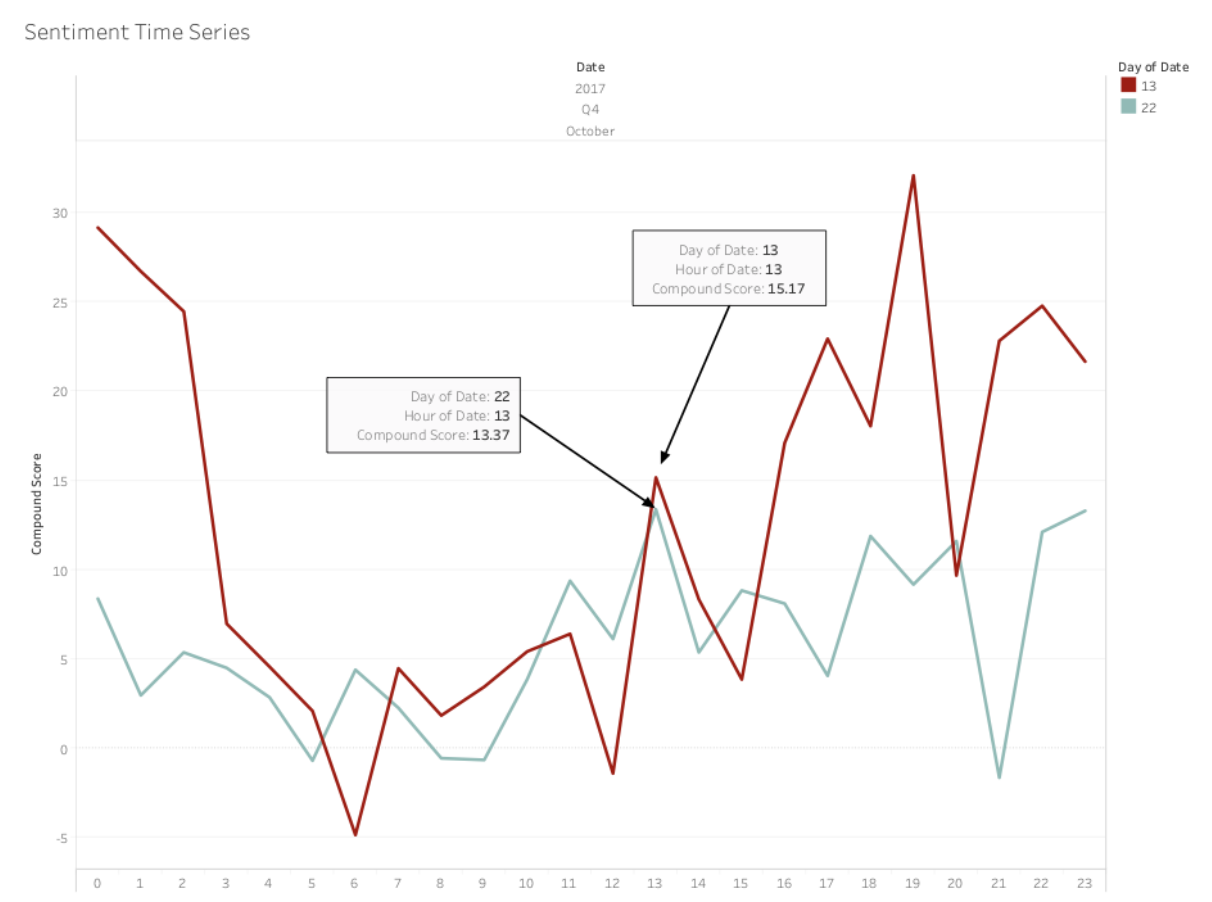 Sentiment Time Series
Date
2017
Q4
October
Day of Date
13
22
30
25
20
15
10
5
0
-5
Compound Score
Day of Date: 13
Hour of Date: 13
Compound Score: 15.17
Day of Date: 22
Hour of Date: 13
Compound Score: 13.37
0 1 2 3 4 5 6 7 8 9 10 11 12 13 14 15 16 17 18 19 20 21 22 23